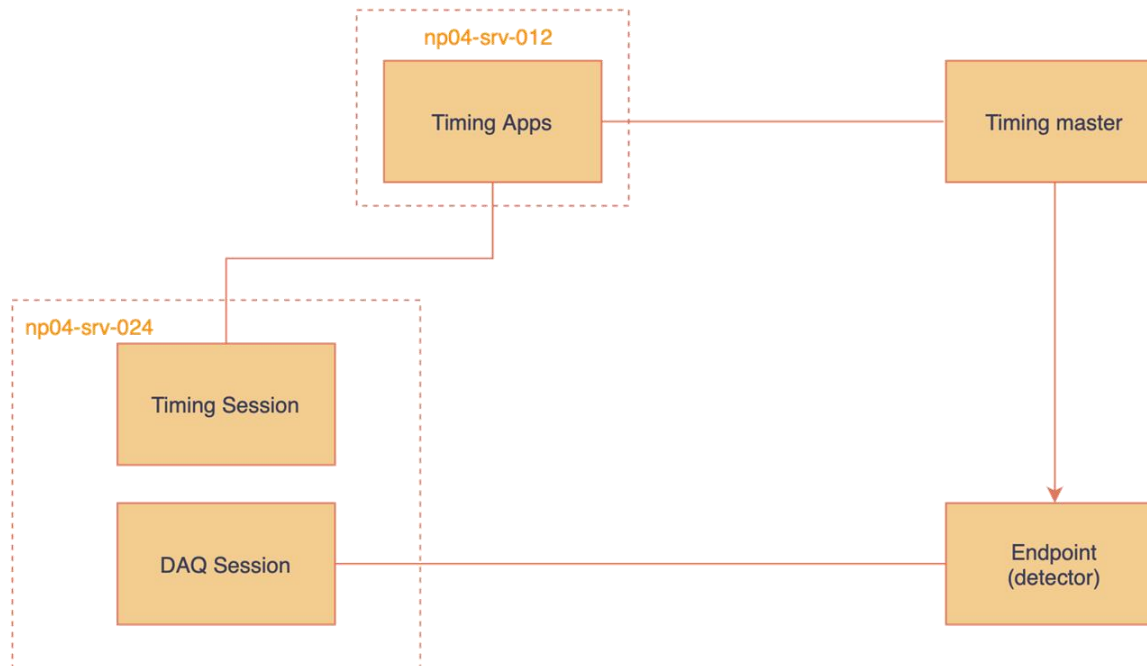 np04-srv-012
Timing Apps
Timing master
np04-srv-024
Timing Session
DAQ Session
Endpoint
(detector)